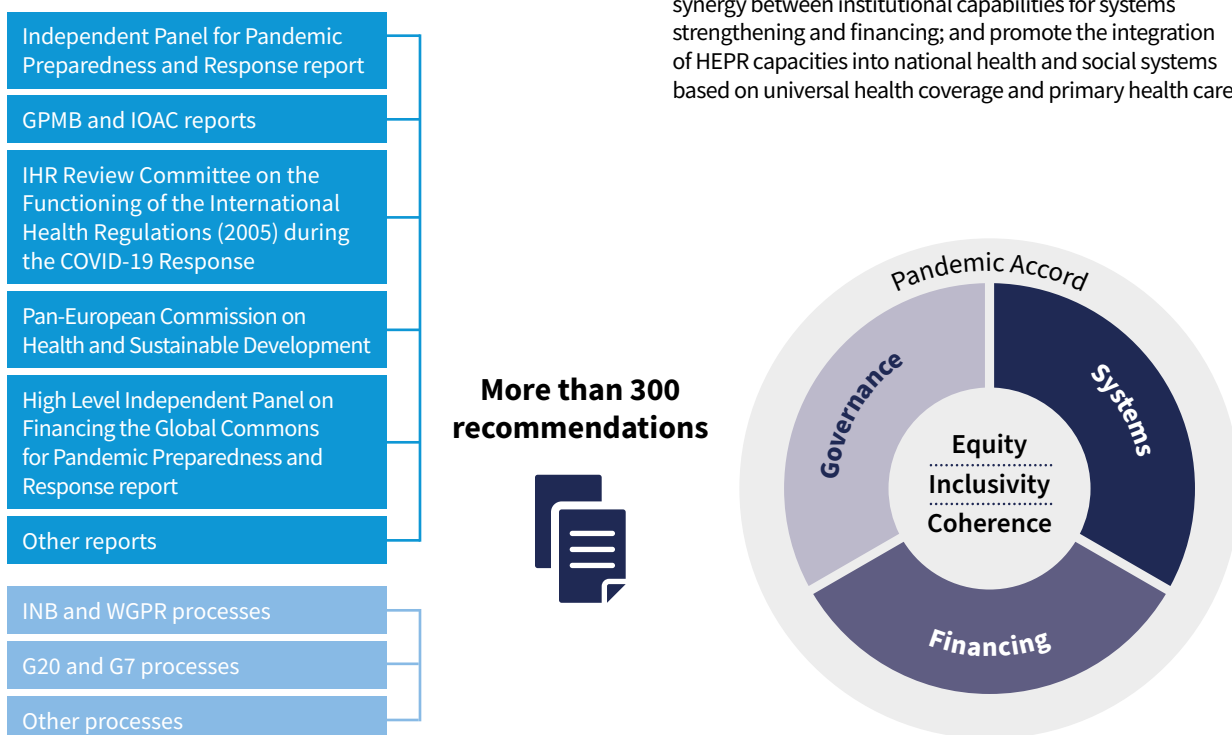 synergy between institutional capabilities for systems
strengthening and financing; and promote the integration
of HEPR capacities into national health and social systems
based on universal health coverage and primary health care
Independent Panel for Pandemic
Preparedness and Response report
GPMB and IOAC reports
IHR Review Committee on the
Functioning of the International
Health Regulations (2005) during
the COVID-19 Response
Pan-European Commission on
Health and Sustainable Development
High Level Independent Panel on
Financing the Global Commons
for Pandemic Preparedness and
Response report
Other reports
INB and WGPR processes
G20 and G7 processes
Other processes
More than 300
recommendations
Pandemic Accord
Governance
Systems
Financing
Equity
Inclusivity
Coherence